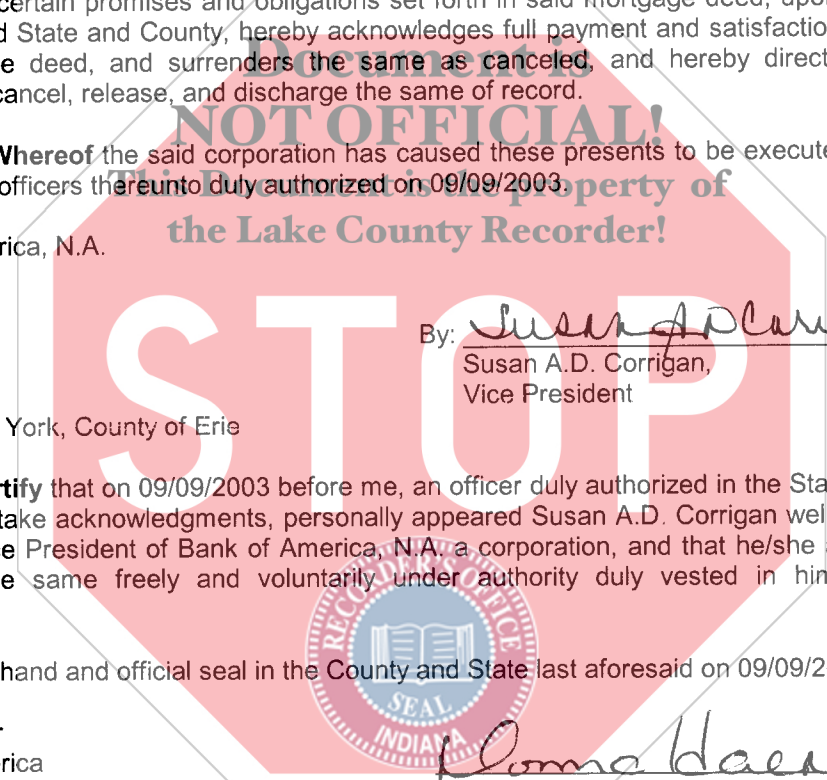 certain promises and obligations set forth in said mortgage deed, upo
d State and County, hereby acknowledges full payment and satisfactio
e deed, and surrenders the same as canceled, and hereby direct
cancel, release, and discharge the same of record.
Document is
NOT OFFICIAL!
This Document is the property of
the Lake County Recorder!
Whereof the said corporation has caused these presents to be execute
officers thereunto duly authorized on 09/09/2003.
rica, N.A.
STOP
By: Susan A D Corri
Susan A.D. Corrigan,
Vice President
York, County of Erie
rtify that on 09/09/2003 before me, an officer duly authorized in the Sta
take acknowledgments, personally appeared Susan A.D. Corrigan wel
e President of Bank of America, N.A. a corporation, and that he/she a
e same freely and voluntarily under authority duly vested in him
hand and official seal in the County and State last aforesaid on 09/09/2
RECORDER'S OFFICE
SEAL
INDIANA
Donna
rica